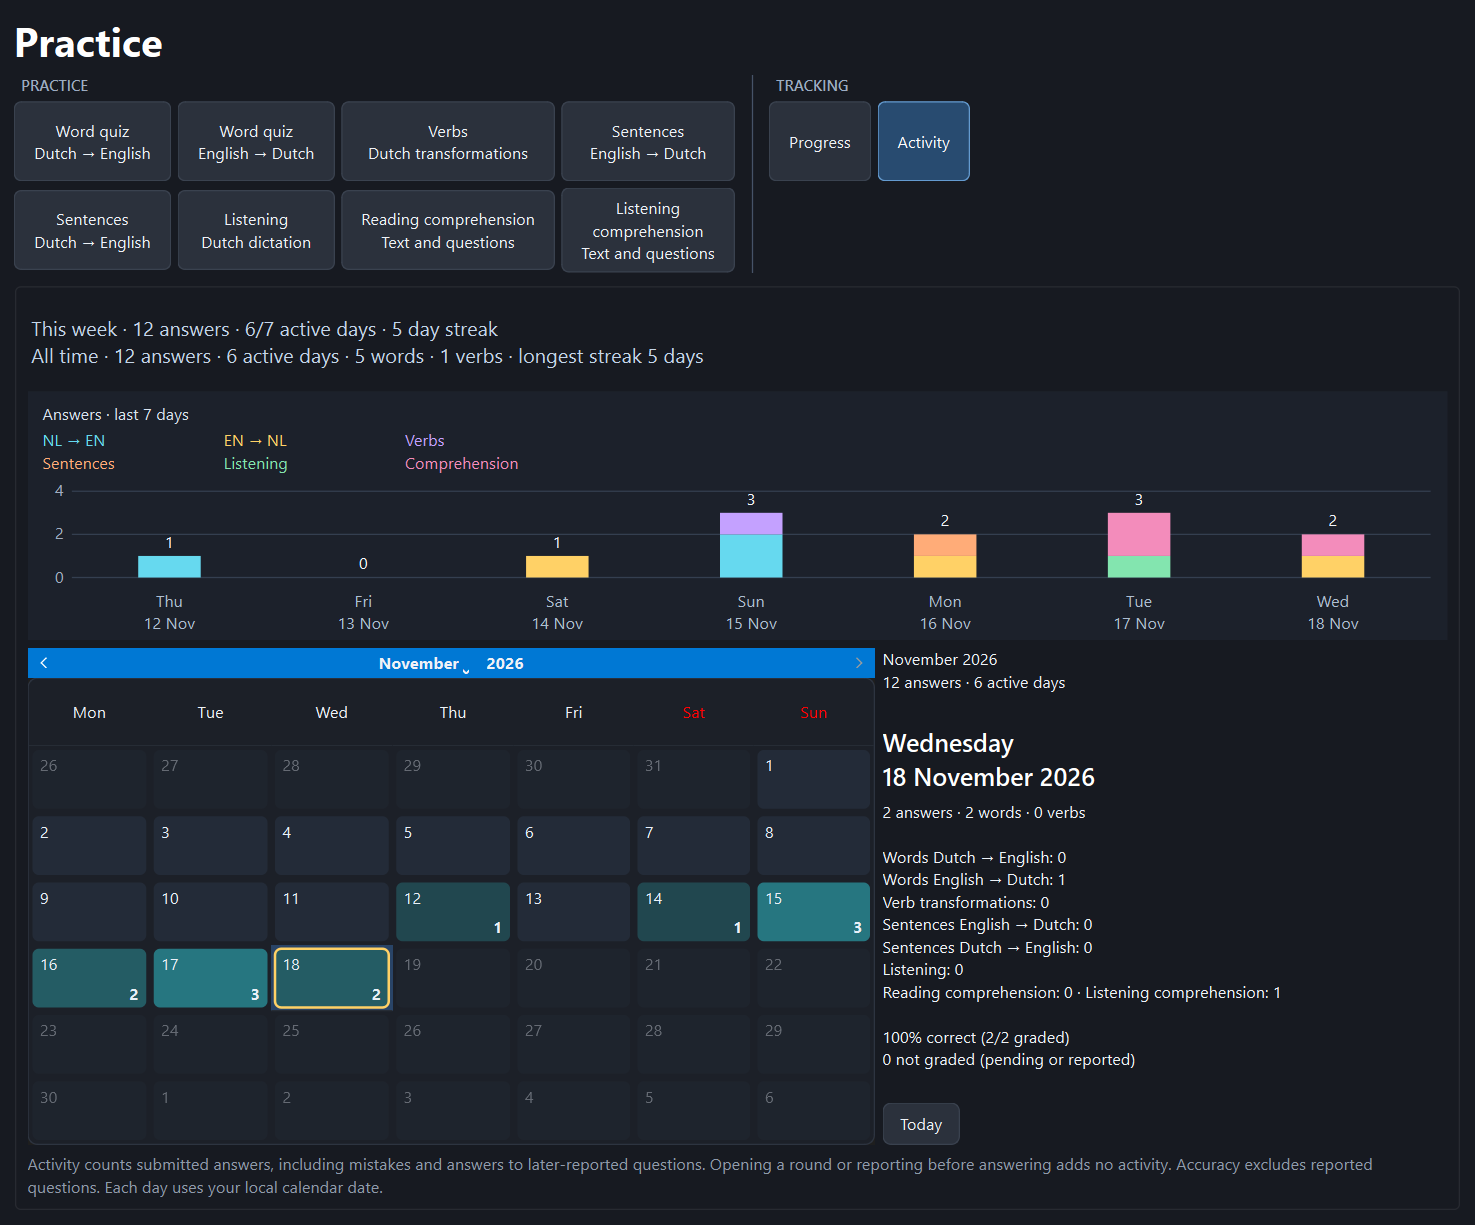 Practice
PRACTICE
TRACKING
Word quiz
Dutch → English
Word quiz
English → Dutch
Verbs
Dutch transformations
Sentences
English → Dutch
Progress
Activity
Sentences
Dutch → English
Listening
Dutch dictation
Reading comprehension
Text and questions
Listening
comprehension
Text and questions
This week · 12 answers · 6/7 active days · 5 day streak
All time · 12 answers · 6 active days · 5 words · 1 verbs · longest streak 5 days
Answers · last 7 days
NL → EN
EN → NL
Verbs
Sentences
Listening
Comprehension
4
2
0
1
0
1
3
2
3
2
Thu
12 Nov
Fri
13 Nov
Sat
14 Nov
Sun
15 Nov
Mon
16 Nov
Tue
17 Nov
Wed
18 Nov
November 2026
Mon Tue Wed Thu Fri Sat Sun
26 27 28 29 30 31 1
2 3 4 5 6 7 8
9 10 11 12 13 14 15
1 1 3
16 17 18 19 20 21 22
2 3 2
23 24 25 26 27 28 29
30 1 2 3 4 5 6
November 2026
12 answers · 6 active days
Wednesday
18 November 2026
2 answers · 2 words · 0 verbs
Words Dutch → English: 0
Words English → Dutch: 1
Verb transformations: 0
Sentences English → Dutch: 0
Sentences Dutch → English: 0
Listening: 0
Reading comprehension: 0 · Listening comprehension: 1
100% correct (2/2 graded)
0 not graded (pending or reported)
Today
Activity counts submitted answers, including mistakes and answers to later-reported questions. Opening a round or reporting before answering adds no activity. Accuracy excludes reported
questions. Each day uses your local calendar date.